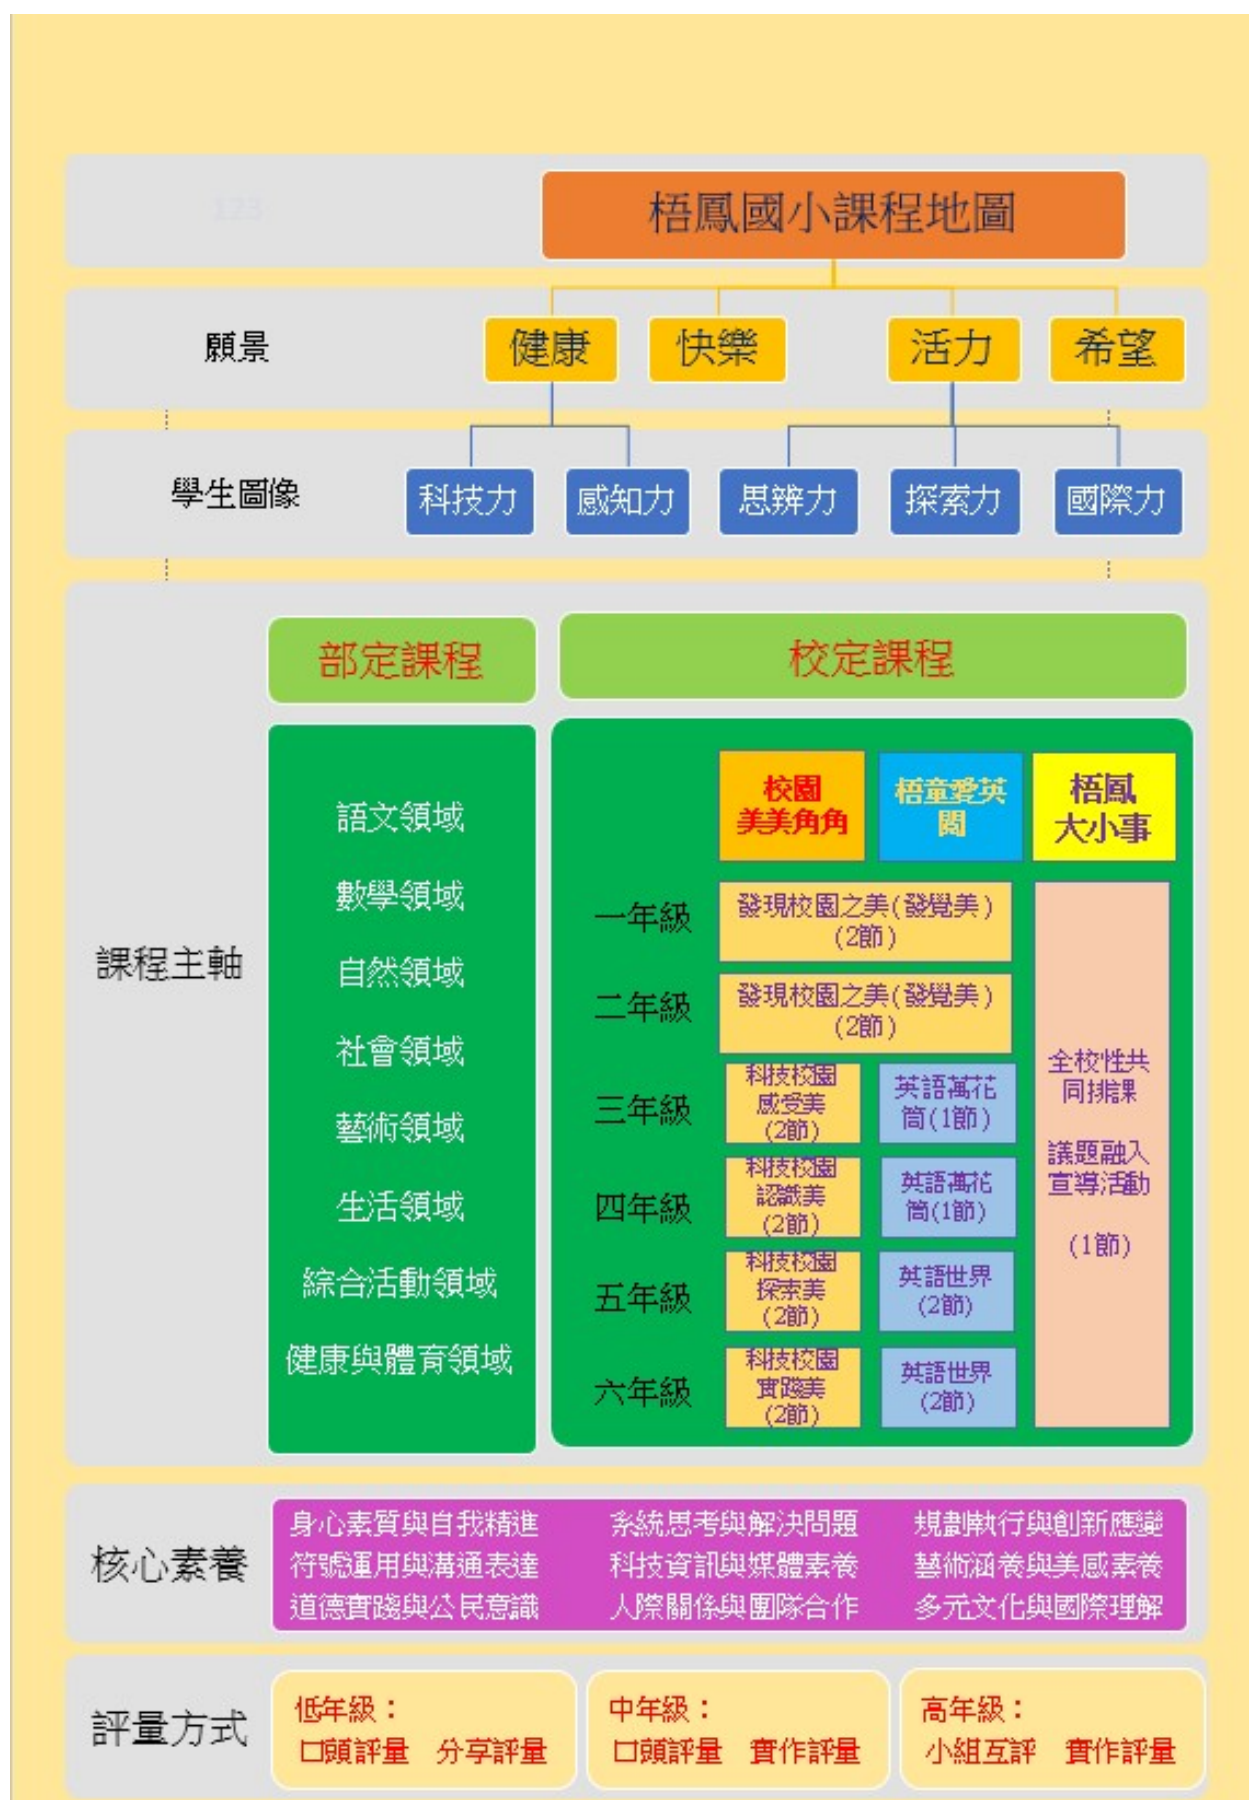 123
梧鳳國小課程地圖
願景
健康
快樂
活力
希望
學生圖像
科技力
感知力
思辨力
探索力
國際力
課程主軸
部定課程
校定課程
語文領域
數學領域
自然領域
社會領域
藝術領域
生活領域
綜合活動領域
健康與體育領域
校園
美美角角
梧童愛英
閱
梧鳳
大小事
一年級
發現校園之美(發覺美)
(2節)
二年級
發現校園之美(發覺美)
(2節)
三年級
科技校園
感受美
(2節)
英語萬花
筒(1節)
四年級
科技校園
認識美
(2節)
英語萬花
筒(1節)
五年級
科技校園
探索美
(2節)
英語世界
(2節)
六年級
科技校園
實踐美
(2節)
英語世界
(2節)
全校性共
同排課
議題融入
宣導活動
(1節)
核心素養
身心素質與自我精進 系統思考與解決問題 規劃執行與創新應變
符號運用與溝通表達 科技資訊與媒體素養 藝術涵養與美感素養
道德實踐與公民意識 人際關係與團隊合作 多元文化與國際理解
評量方式
低年級：
口頭評量 分享評量
中年級：
口頭評量 實作評量
高年級：
小組互評 實作評量